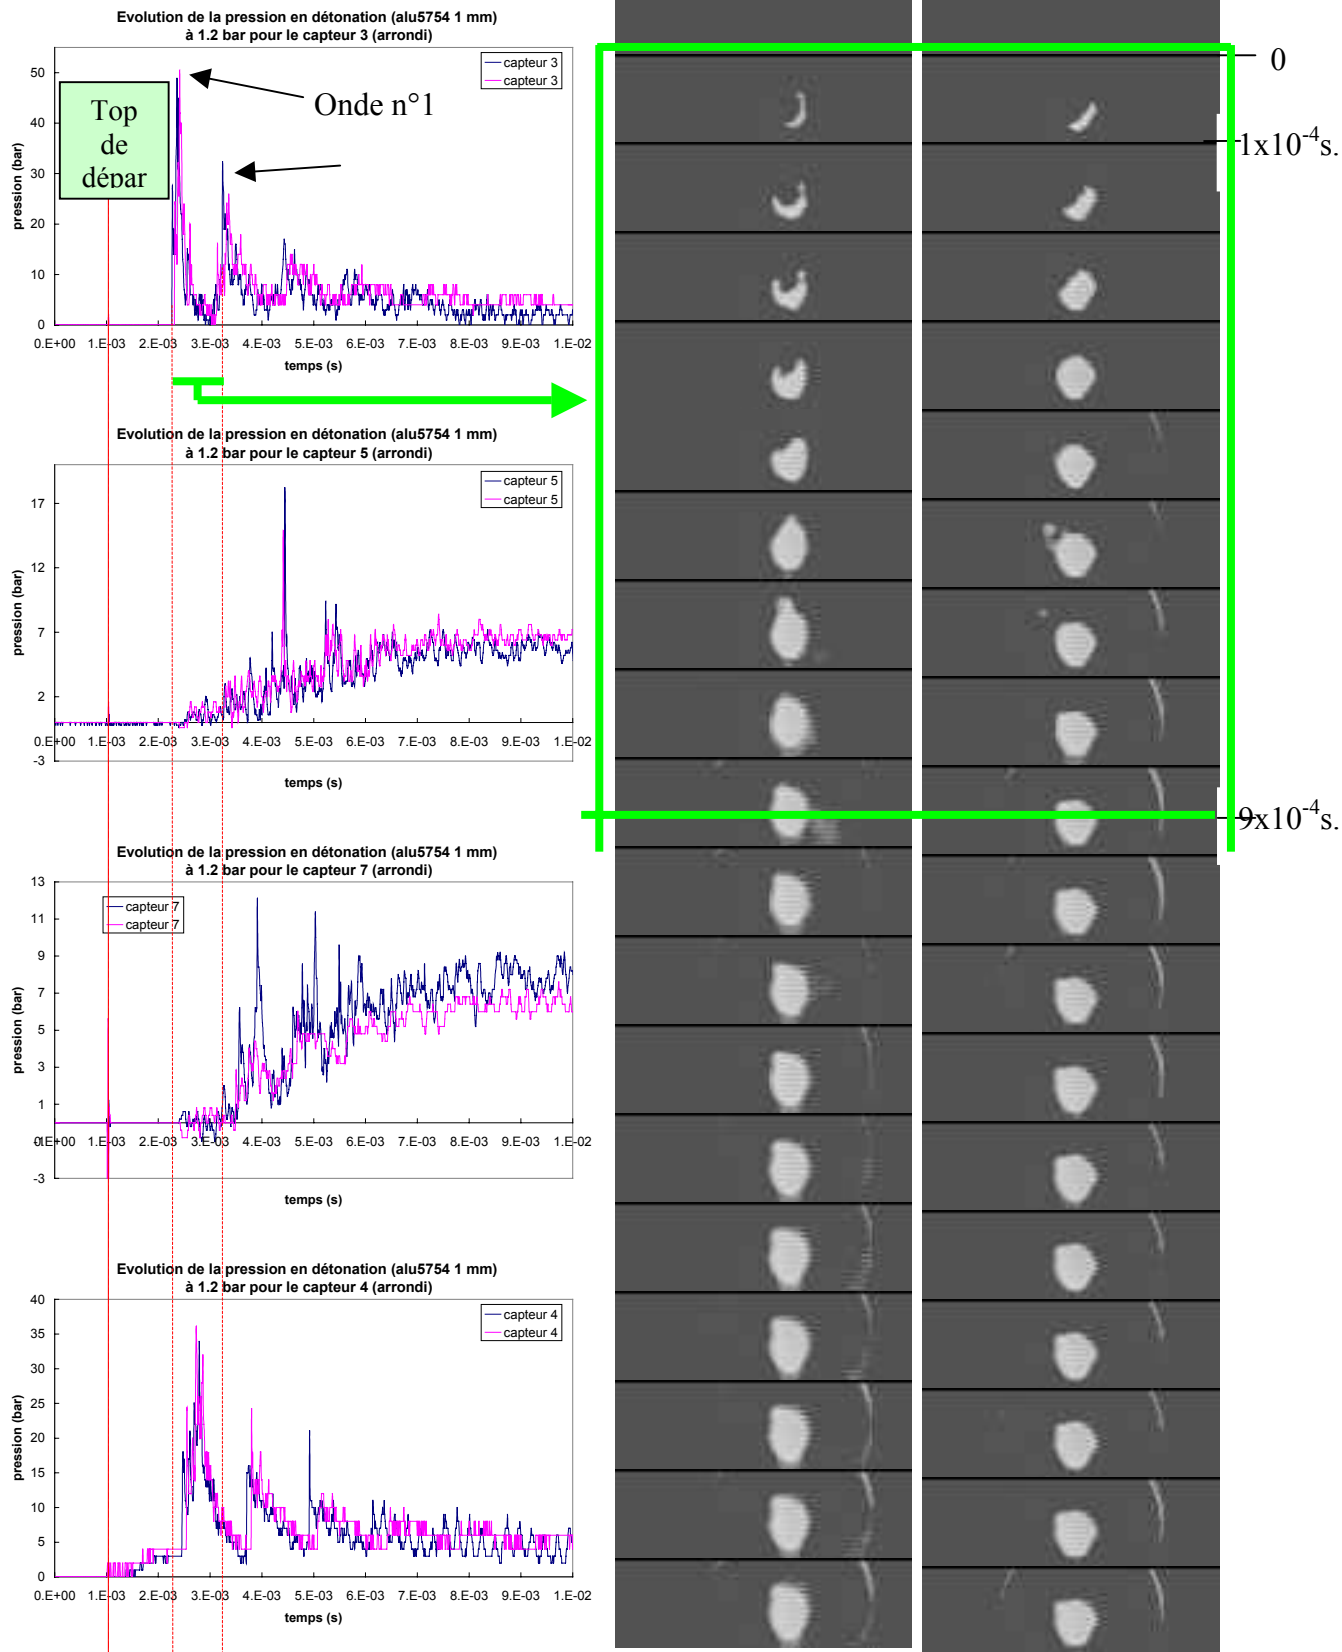 Evolution de la pression en détonation (alu5754 1 mm)
à 1.2 bar pour le capteur 3 (arrondi)
capteur 3
capteur 3
Top
de
dépar
Onde n°1
pression (bar)
50
40
30
20
10
0
0.E+00 1.E-03 2.E-03 3.E-03 4.E-03 5.E-03 6.E-03 7.E-03 8.E-03 9.E-03 1.E-02
temps (s)
Evolution de la pression en détonation (alu5754 1 mm)
à 1.2 bar pour le capteur 5 (arrondi)
capteur 5
capteur 5
pression (bar)
17
12
7
2
-3
0.E+00 1.E-03 2.E-03 3.E-03 4.E-03 5.E-03 6.E-03 7.E-03 8.E-03 9.E-03 1.E-02
temps (s)
Evolution de la pression en détonation (alu5754 1 mm)
à 1.2 bar pour le capteur 7 (arrondi)
capteur 7
capteur 7
pression (bar)
13
11
9
7
5
3
1
-1
-3
0.E+00 1.E-03 2.E-03 3.E-03 4.E-03 5.E-03 6.E-03 7.E-03 8.E-03 9.E-03 1.E-02
temps (s)
Evolution de la pression en détonation (alu5754 1 mm)
à 1.2 bar pour le capteur 4 (arrondi)
capteur 4
capteur 4
pression (bar)
40
35
30
25
20
15
10
5
0
0.E+00 1.E-03 2.E-03 3.E-03 4.E-03 5.E-03 6.E-03 7.E-03 8.E-03 9.E-03 1.E-02
temps (s)
0
1x10⁻⁴s.
9x10⁻⁴s.